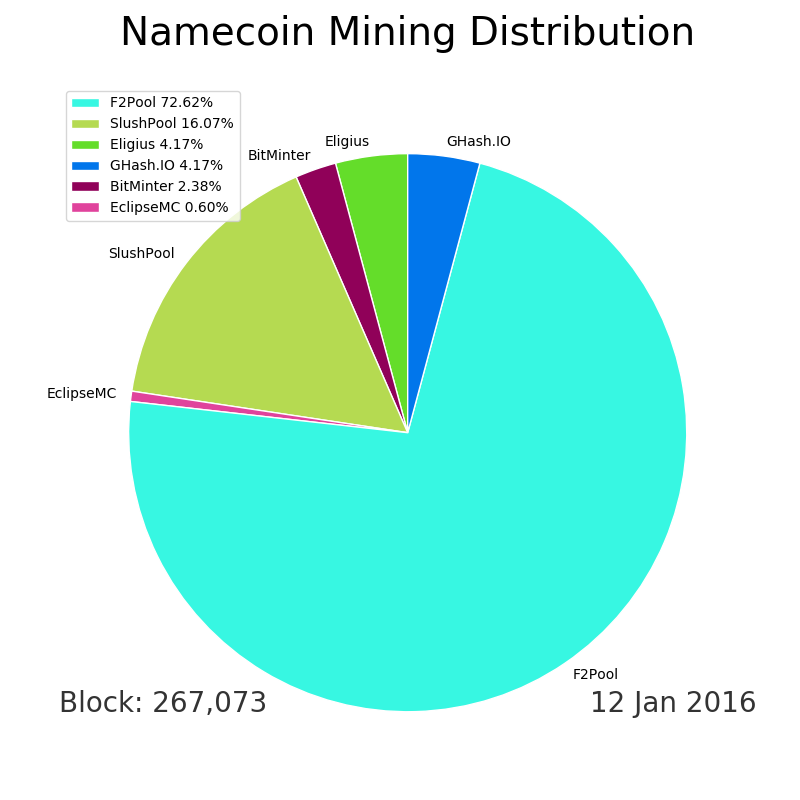 Namecoin Mining Distribution
F2Pool 72.62%
SlushPool 16.07%
Eligius 4.17%
GHash.IO 4.17%
BitMinter 2.38%
EclipseMC 0.60%
GHash.IO
Eligius
BitMinter
SlushPool
EclipseMC
F2Pool
Block: 267,073
12 Jan 2016